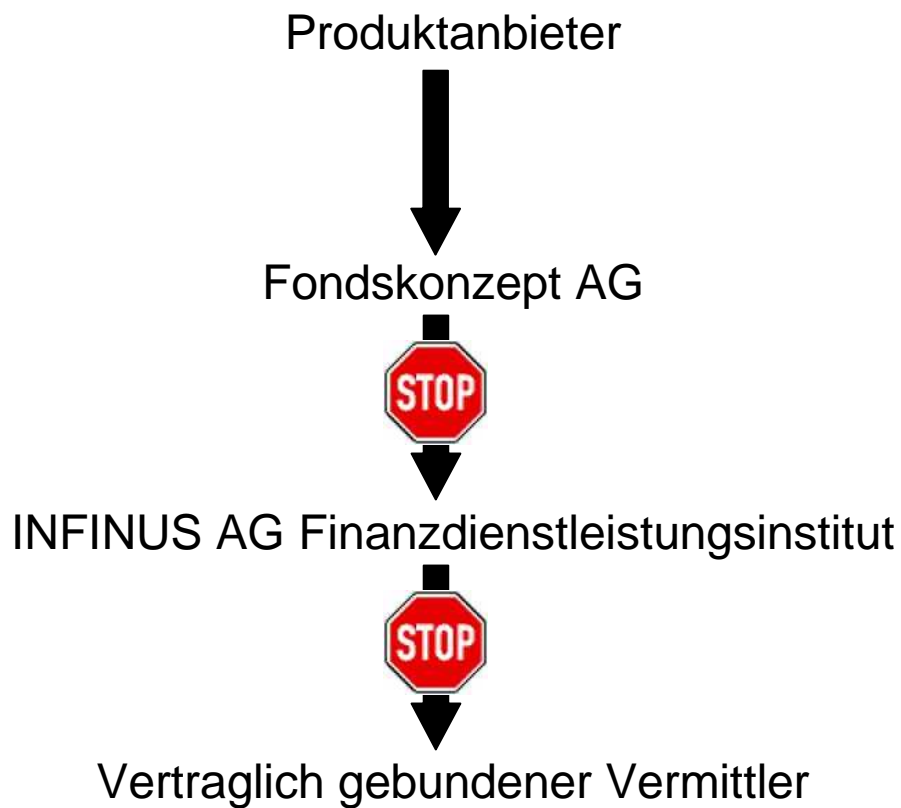 Produktanbieter
Fondskonzept AG
STOP
INFINUS AG Finanzdienstleistungsinstitut
STOP
Vertraglich gebundener Vermittler